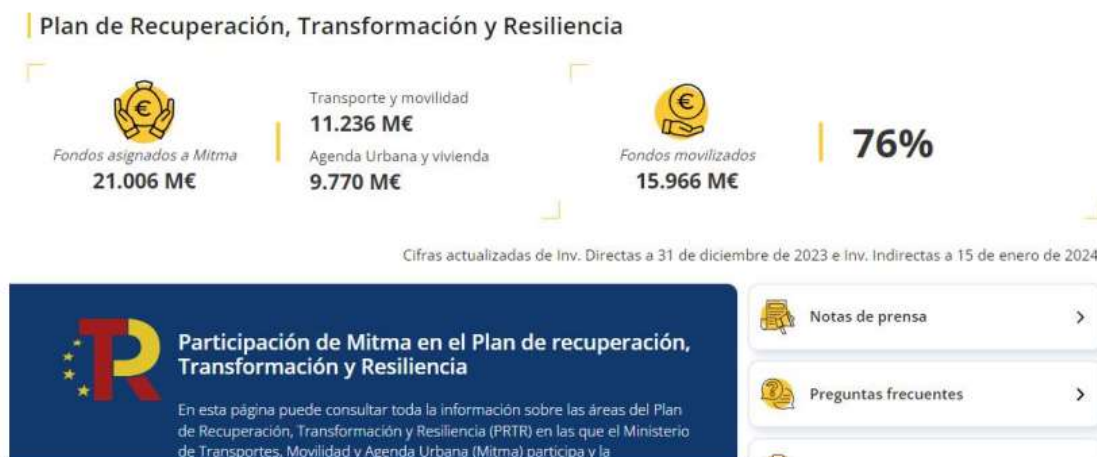 Plan de Recuperación, Transformación y Resiliencia
Fondos asignados a Mitma
21.006 M€
Transporte y movilidad
11.236 M€
Agenda Urbana y vivienda
9.770 M€
Fondos movilizados
15.966 M€
76%
Cifras actualizadas de Inv. Directas a 31 de diciembre de 2023 e Inv. Indirectas a 15 de enero de 2024
Participación de Mitma en el Plan de recuperación,
Transformación y Resiliencia
En esta página puede consultar toda la información sobre las áreas del Plan
de Recuperación, Transformación y Resiliencia (PRTR) en las que el Ministerio
de Transportes, Movilidad y Agenda Urbana (Mitma) participa y la
Notas de prensa
Preguntas frecuentes